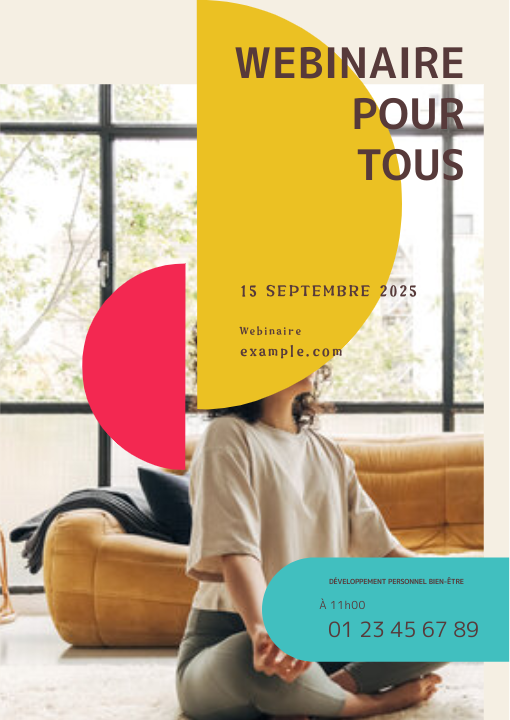 WEBINAIRE
POUR
TOUS
15 SEPTEMBRE 2025
Webinaire
example.com
DÉVELOPPEMENT PERSONNEL BIEN-ÊTRE
À 11h00
01 23 45 67 89